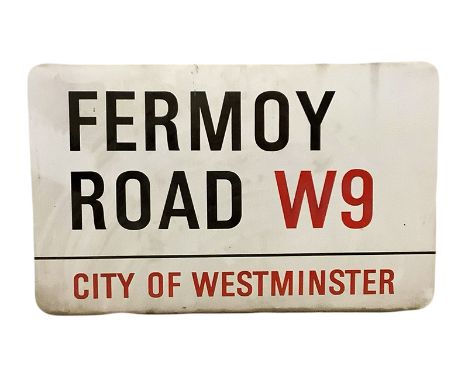 FERMOY
ROAD W9
CITY OF WESTMINSTER